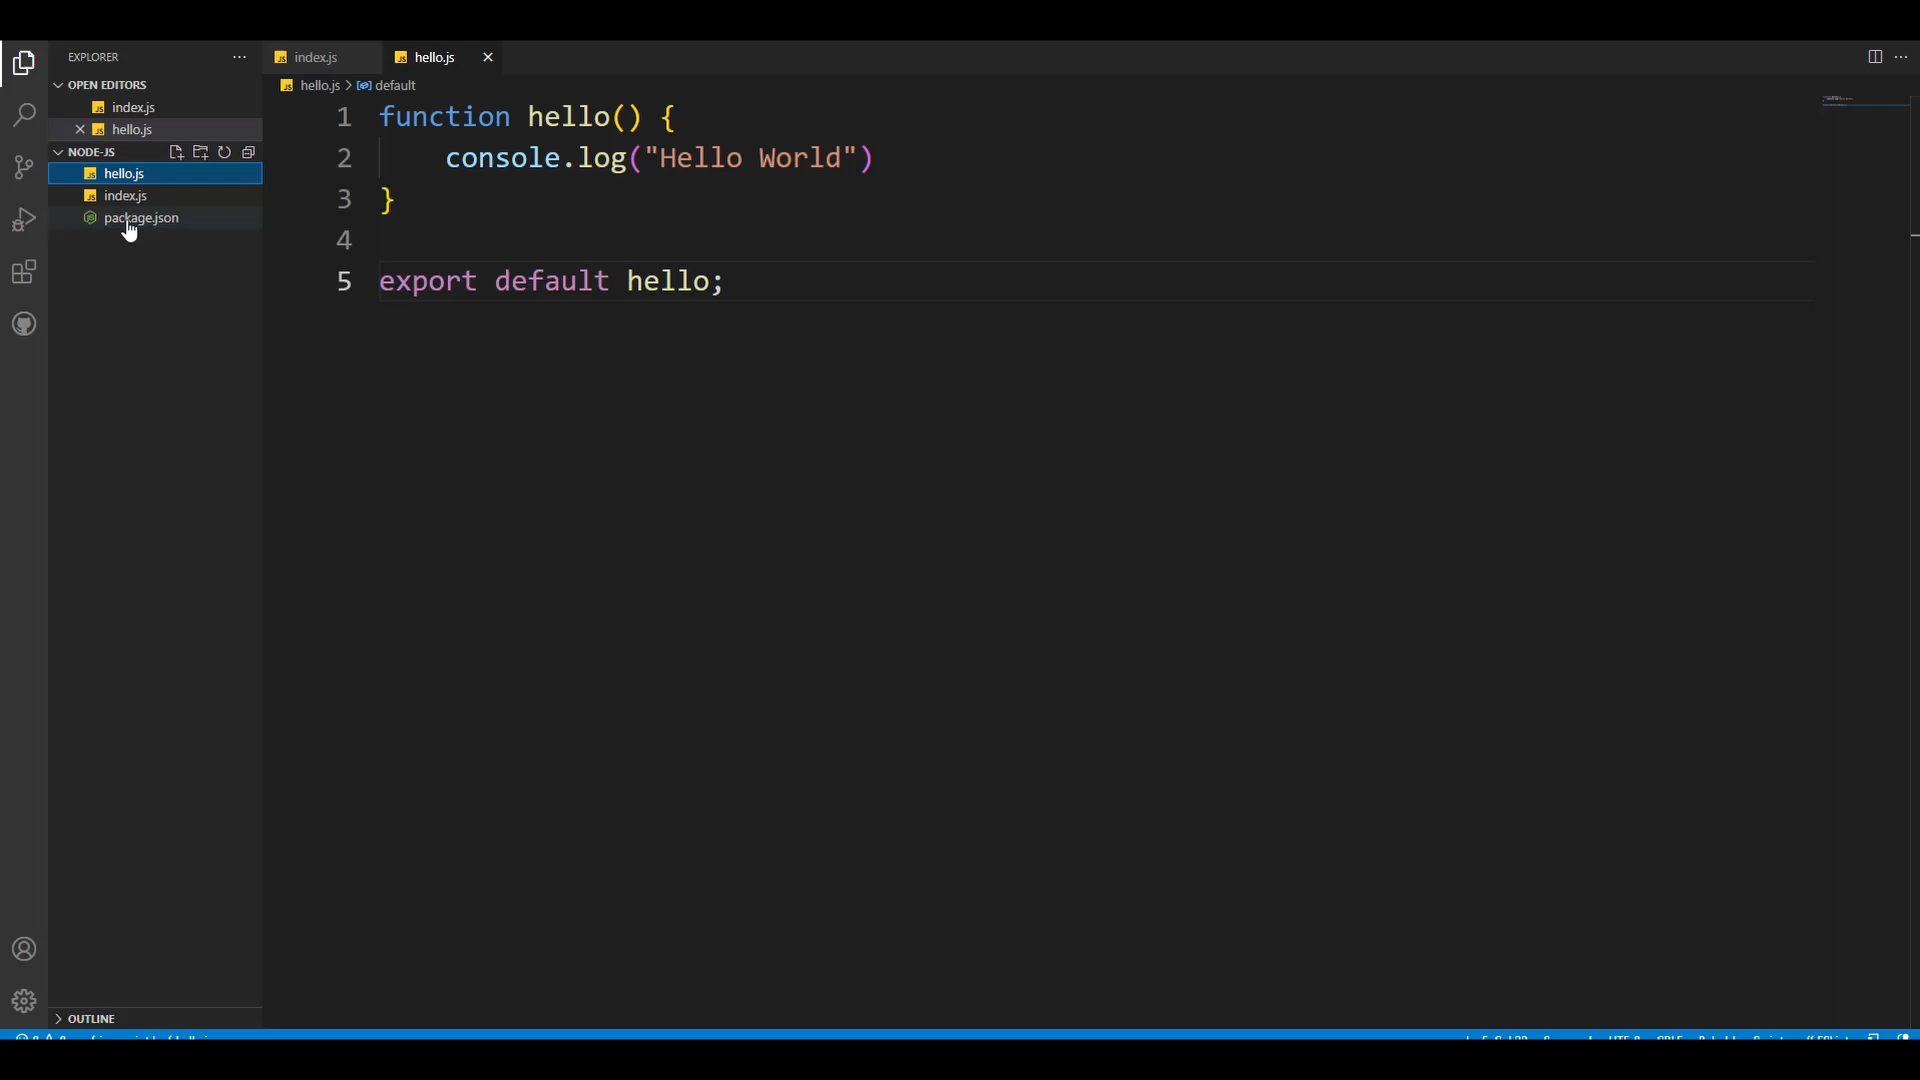 EXPLORER
OPEN EDITORS
index.js
hello.js
NODE-JS
hello.js
index.js
package.json
OUTLINE
index.js
hello.js
hello.js > default
1 function hello() {
2 console.log("Hello World")
3 }
4
5 export default hello;